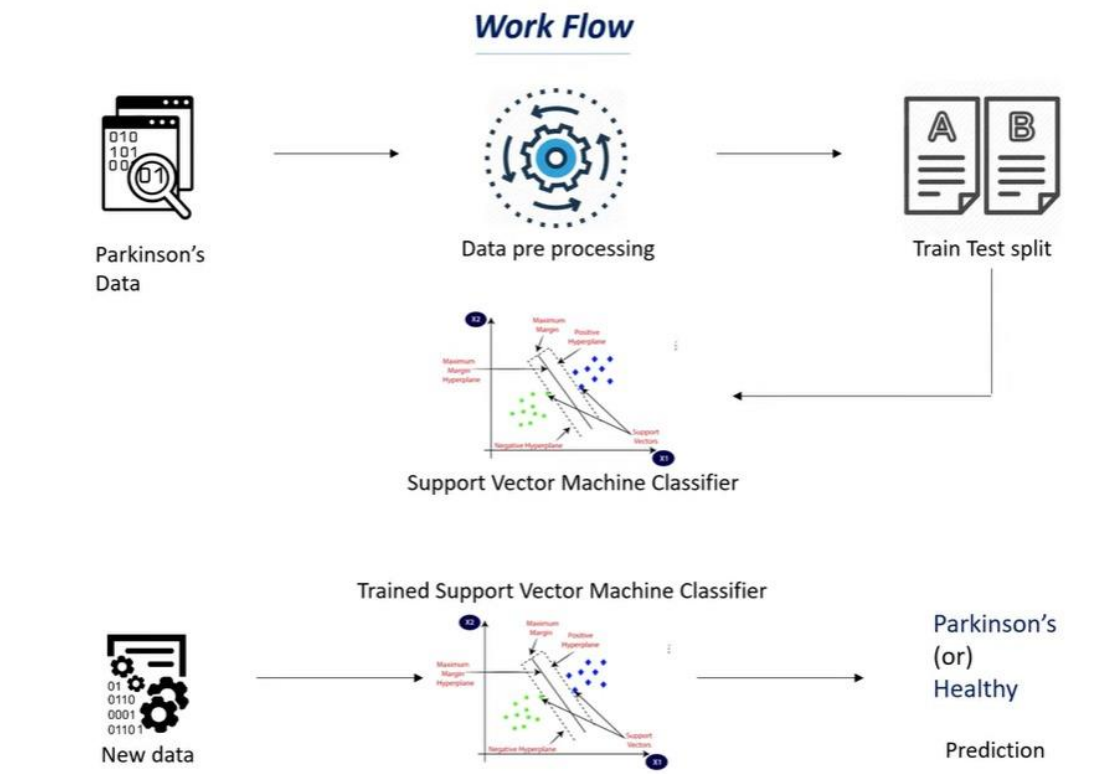 Work Flow
010
101
00
01
A
B
Parkinson's
Data
Data pre processing
Train Test split
X2
Maximum
Margin
Positive
Hyperplane
Maximum
Margin
Hyperplane
Support
Vectors
Negative Hyperplane
X1
Support Vector Machine Classifier
Trained Support Vector Machine Classifier
X2
Maximum
Margin
Positive
Hyperplane
Maximum
Margin
Hyperplane
Support
Vectors
Negative Hyperplane
X1
01
0110
0001
01101
New data
Parkinson's
(or)
Healthy
Prediction